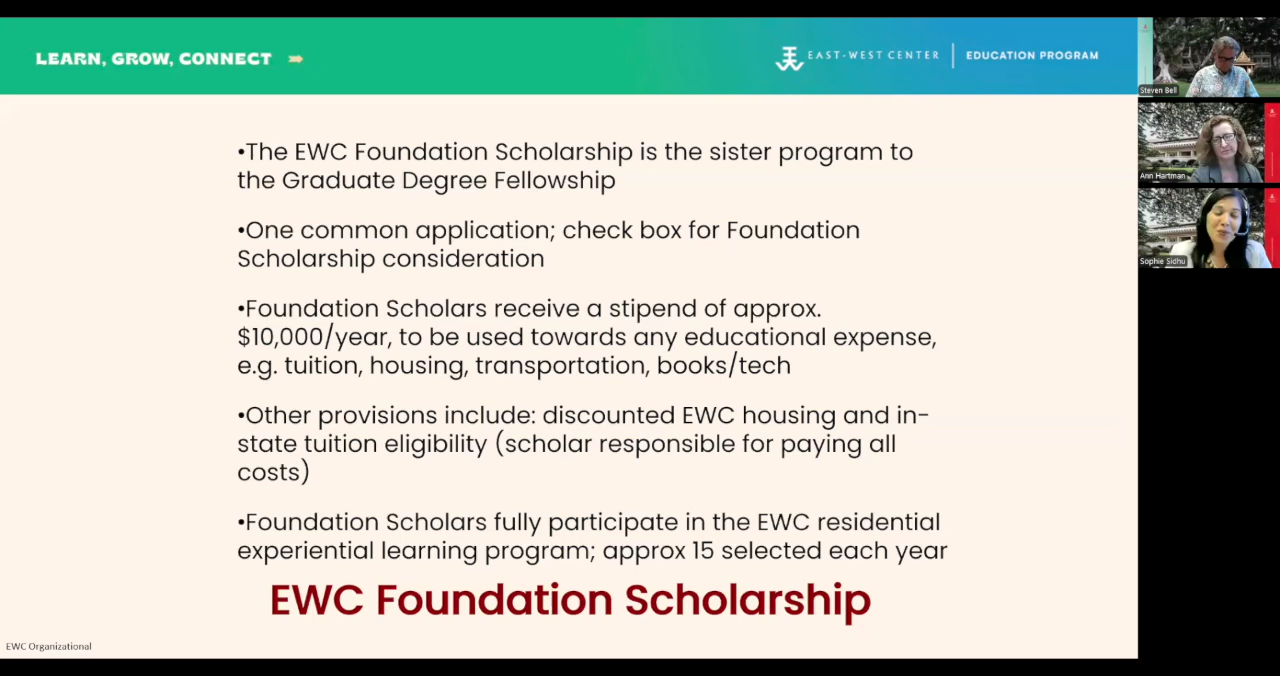 LEARN, GROW, CONNECT
EAST-WEST CENTER
EDUCATION PROGRAM
•The EWC Foundation Scholarship is the sister program to
the Graduate Degree Fellowship
•One common application; check box for Foundation
Scholarship consideration
•Foundation Scholars receive a stipend of approx.
$10,000/year, to be used towards any educational expense,
e.g. tuition, housing, transportation, books/tech
•Other provisions include: discounted EWC housing and in-
state tuition eligibility (scholar responsible for paying all
costs)
•Foundation Scholars fully participate in the EWC residential
experiential learning program; approx 15 selected each year
EWC Foundation Scholarship
EWC Organizational
Steven Bell
Ann Hartman
Sophie Sidhu